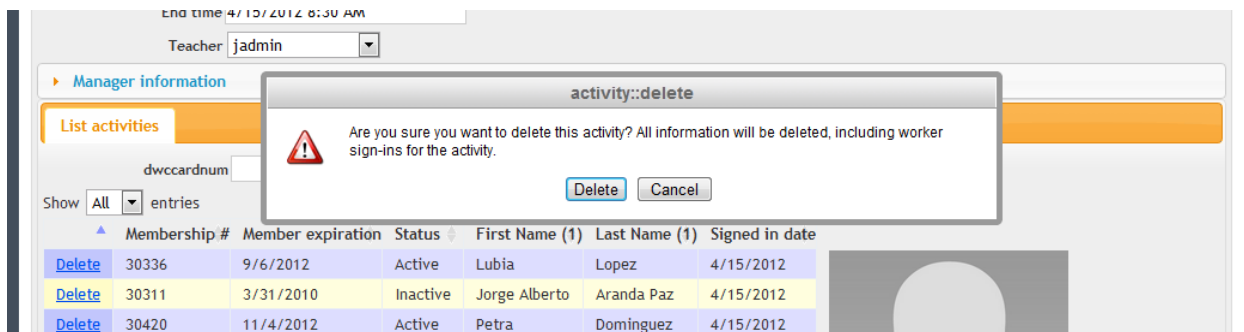 End time 4/15/2012 8:30 AM
Teacher jadmin
Manager information
activity::delete
List activities
Are you sure you want to delete this activity? All information will be deleted, including worker
sign-ins for the activity.
dwccardnum
Delete Cancel
Show All entries
Membership# Member expiration Status First Name (1) Last Name (1) Signed in date
Delete 30336 9/6/2012 Active Lubia Lopez 4/15/2012
Delete 30311 3/31/2010 Inactive Jorge Alberto Aranda Paz 4/15/2012
Delete 30420 11/4/2012 Active Petra Dominguez 4/15/2012